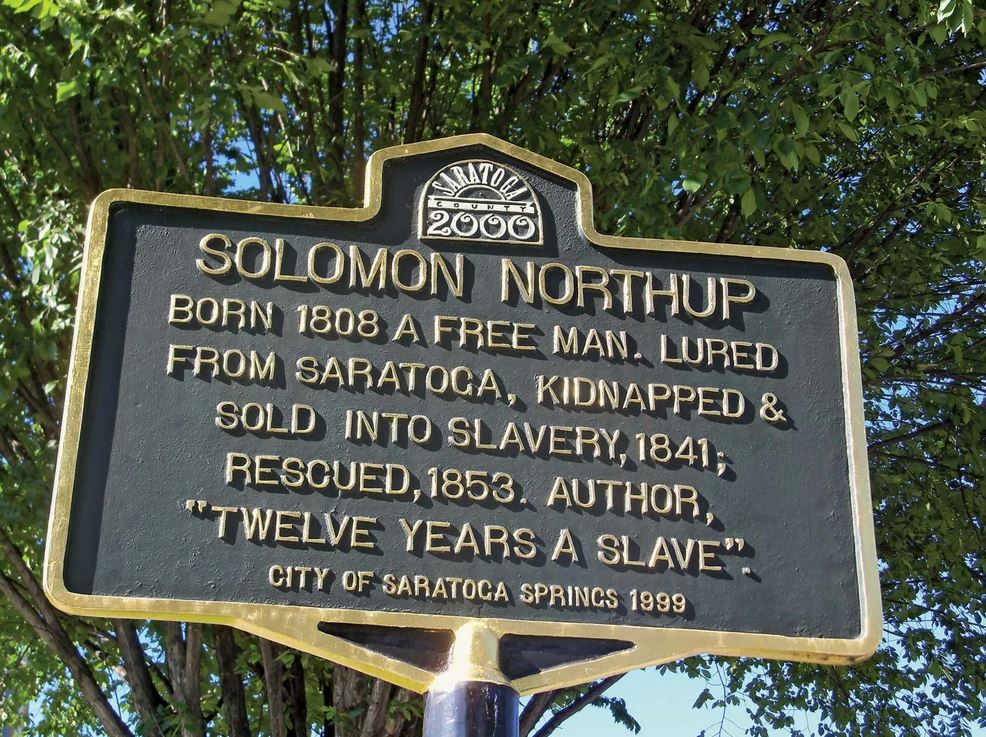 SARATOGA
COUNTY
2000
SOLOMON NORTHUP
BORN 1808 A FREE MAN. LURED
FROM SARATOGA, KIDNAPPED &
SOLD INTO SLAVERY, 1841;
RESCUED, 1853. AUTHOR,
"TWELVE YEARS A SLAVE".
CITY OF SARATOGA SPRINGS 1999